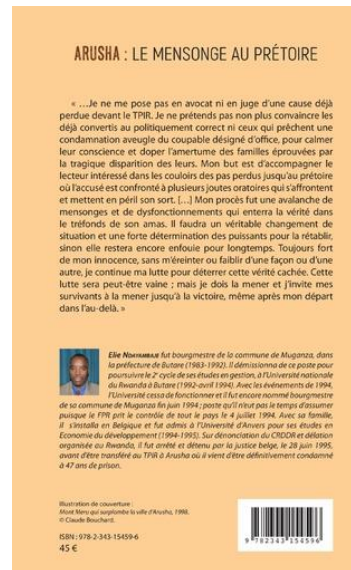 ARUSHA : LE MENSONGE AU PRÉTOIRE
« …Je ne me pose pas en avocat ni en juge d'une cause déjà
perdue devant le TPIR. Je ne prétends pas non plus convaincre les
déjà convertis au politiquement correct ni ceux qui prêchent une
condamnation aveugle du coupable désigné d'office, pour calmer
leur conscience et doper l'amertume des familles éprouvées par
la tragique disparition des leurs. Mon but est d'accompagner le
lecteur intéressé dans les couloirs des pas perdus jusqu'au prétoire
où l'accusé est confronté à plusieurs joutes oratoires qui s'affrontent
et mettent en péril son sort. […] Mon procès fut une avalanche de
mensonges et de dysfonctionnements qui enterra la vérité dans
le tréfonds de son amas. Il faudra un véritable changement de
situation et une forte détermination des puissants pour la rétablir,
sinon elle restera encore enfouie pour longtemps. Toujours fort
de mon innocence, sans m'éreinter ou faiblir d'une façon ou d'une
autre, je continue ma lutte pour déterrer cette vérité cachée. Cette
lutte sera peut-être vaine ; mais je dois la mener et j'invite mes
survivants à la mener jusqu'à la victoire, même après mon départ
dans l'au-delà. »
Elie Ndayambaje fut bourgmestre de la commune de Muganza, dans
la préfecture de Butare (1983-1992). Il démissionna de ce poste pour
poursuivre le 2e cycle de ses études en gestion, à l'Université nationale
du Rwanda à Butare (1992-avril 1994). Avec les événements de 1994,
l'Université cessa de fonctionner et il fut encore nommé bourgmestre
de sa commune de Muganza fin juin 1994 ; poste qu'il n'eut pas le temps d'assumer
puisque le FPR prit le contrôle de tout le pays le 4 juillet 1994. Avec sa famille,
il s'installa en Belgique et fut admis à l'Université d'Anvers pour ses études en
Economie du développement (1994-1995). Sur dénonciation du CRDDR et délation
organisée au Rwanda, il fut arrêté et détenu par la justice belge, le 28 juin 1995,
avant d'être transféré au TPIR à Arusha où il vient d'être définitivement condamné
à 47 ans de prison.
Illustration de couverture :
Mont Meru qui surplombe la ville d'Arusha, 1998.
© Claude Bouchard.
ISBN : 978-2-343-15459-6
45 €
9 782343 154596